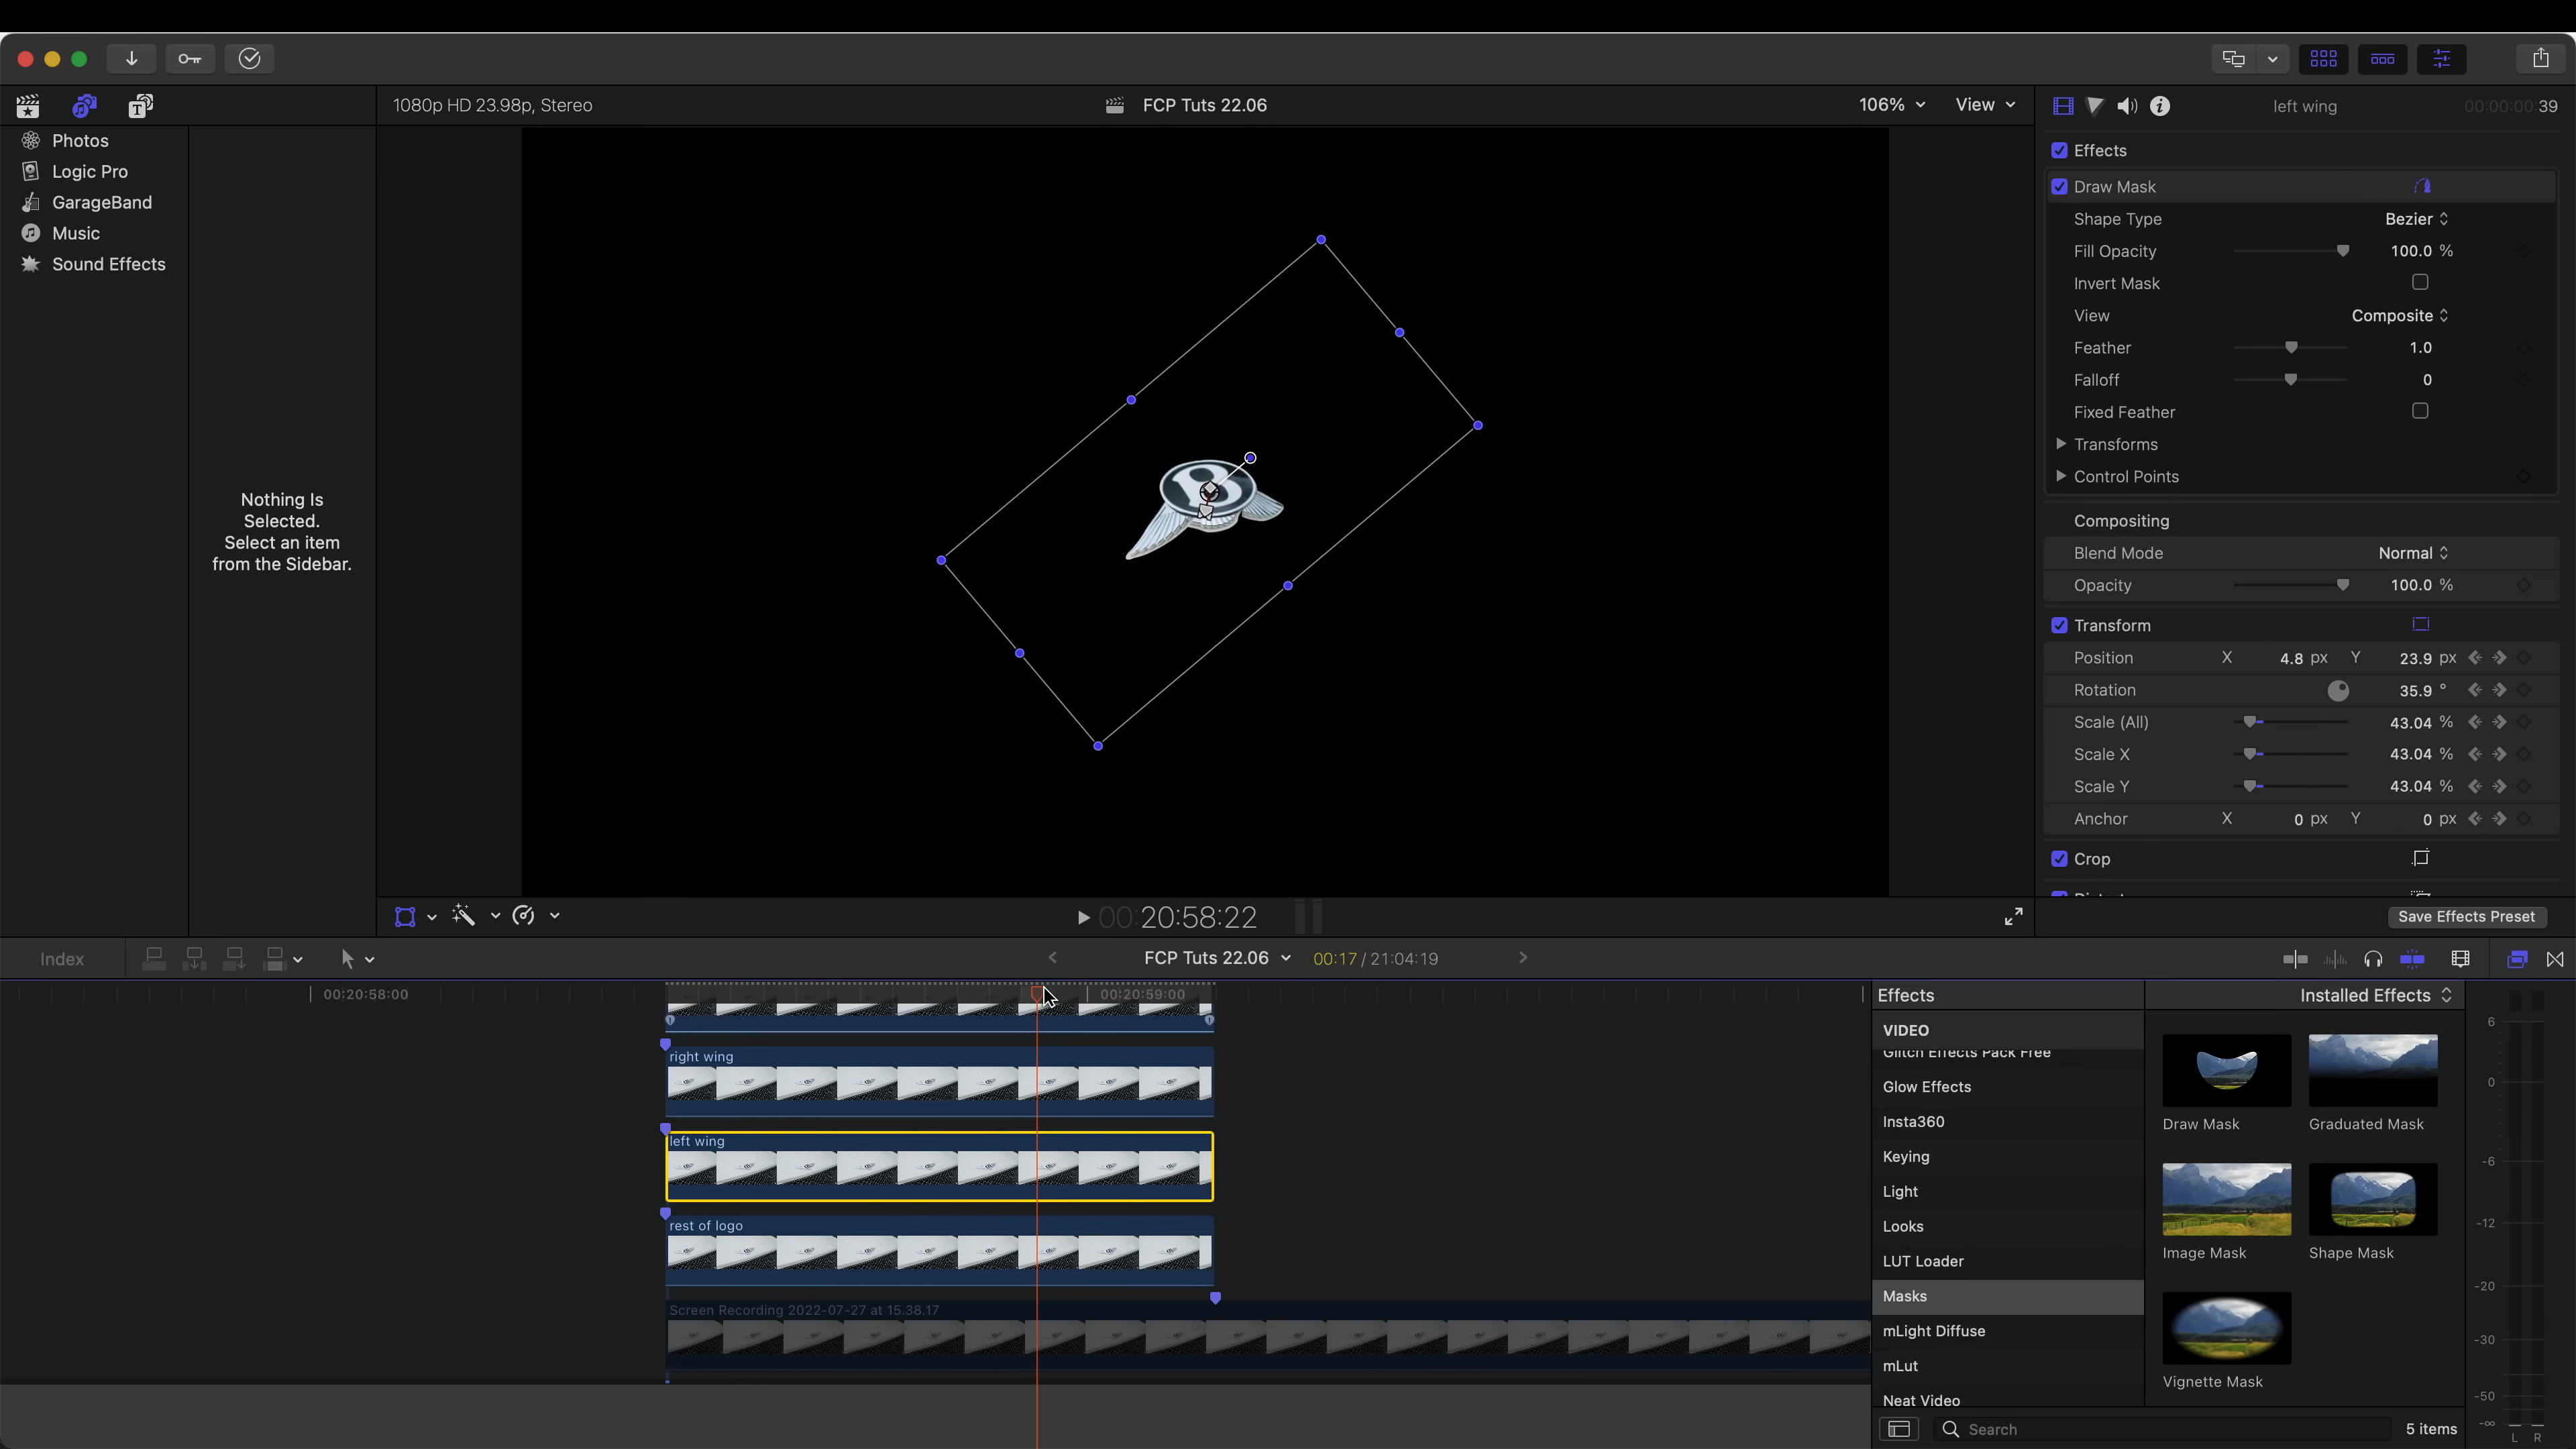 1080p HD 23.98p, Stereo
FCP Tuts 22.06
106%
View
left wing
00:00:00:39
Photos
Logic Pro
GarageBand
Music
Sound Effects
Nothing Is
Selected.
Select an item
from the Sidebar.
B
Effects
Draw Mask
Shape Type Bezier
Fill Opacity 100.0 %
Invert Mask
View Composite
Feather 1.0
Falloff 0
Fixed Feather
Transforms
Control Points
Compositing
Blend Mode Normal
Opacity 100.0 %
Transform
Position X 4.8 px Y 23.9 px
Rotation 35.9 °
Scale (All) 43.04 %
Scale X 43.04 %
Scale Y 43.04 %
Anchor X 0 px Y 0 px
Crop
Save Effects Preset
00:20:58:22
Index
FCP Tuts 22.06
00:17 / 21:04:19
00:20:58:00
00:20:59:00
right wing
left wing
rest of logo
Screen Recording 2022-07-27 at 15.38.17
Effects
Installed Effects
VIDEO
Glitch Effects Pack Free
Glow Effects
Insta360
Keying
Light
Looks
LUT Loader
Masks
mLight Diffuse
mLut
Neat Video
Draw Mask
Graduated Mask
Image Mask
Shape Mask
Vignette Mask
Search
5 items
6
0
-6
-12
-20
-30
-50
-∞
L R